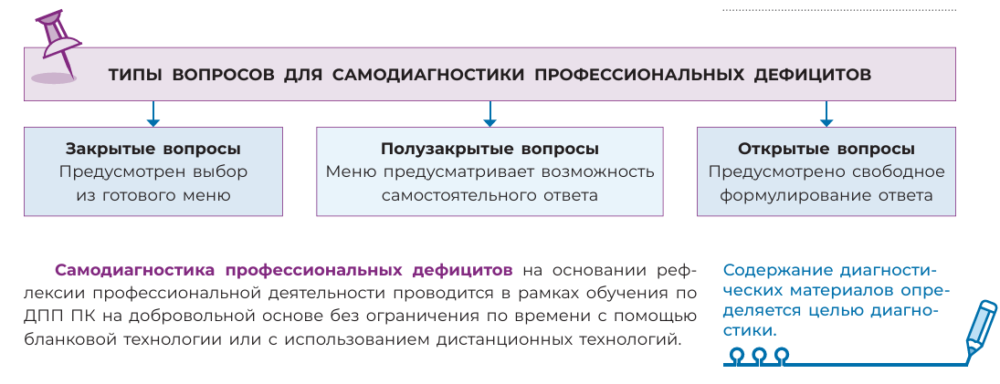 ТИПЫ ВОПРОСОВ ДЛЯ САМОДИАГНОСТИКИ ПРОФЕССИОНАЛЬНЫХ ДЕФИЦИТОВ
Закрытые вопросы
Предусмотрен выбор
из готового меню
Полузакрытые вопросы
Меню предусматривает возможность
самостоятельного ответа
Открытые вопросы
Предусмотрено свободное
формулирование ответа
Самодиагностика профессиональных дефицитов на основании реф-
лексии профессиональной деятельности проводится в рамках обучения по
ДПП ПК на добровольной основе без ограничения по времени с помощью
бланковой технологии или с использованием дистанционных технологий.
Содержание диагности-
ческих материалов опре-
деляется целью диагно-
стики.